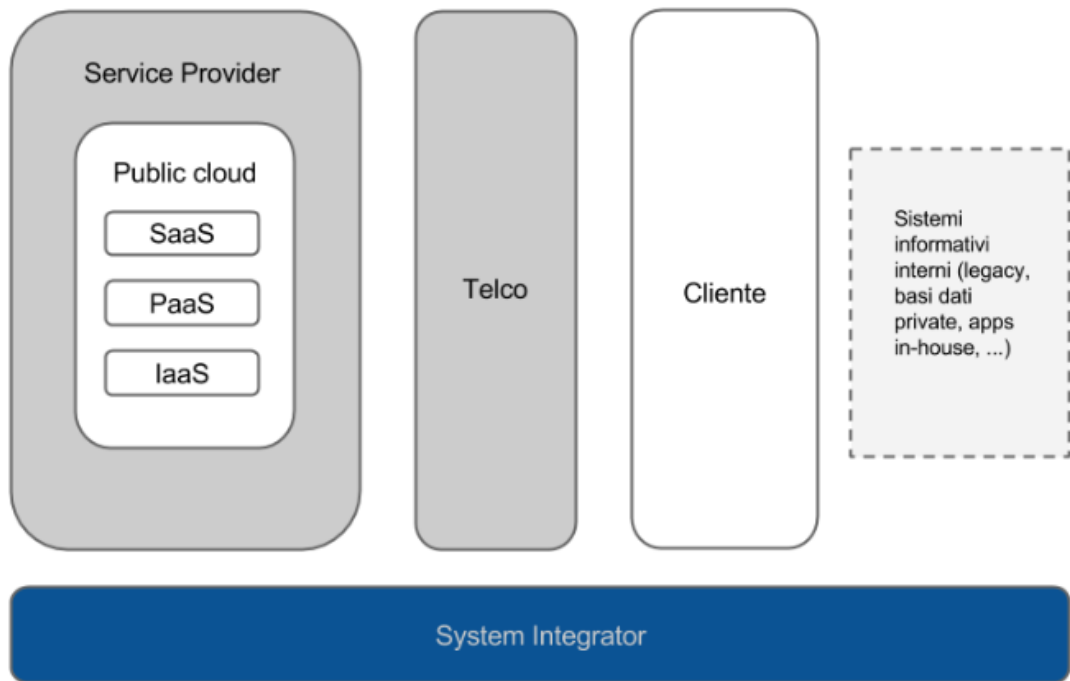 Service Provider
Public cloud
SaaS
PaaS
IaaS
Telco
Cliente
Sistemi
informativi
interni (legacy,
basi dati
private, apps
in-house, ...)
System Integrator